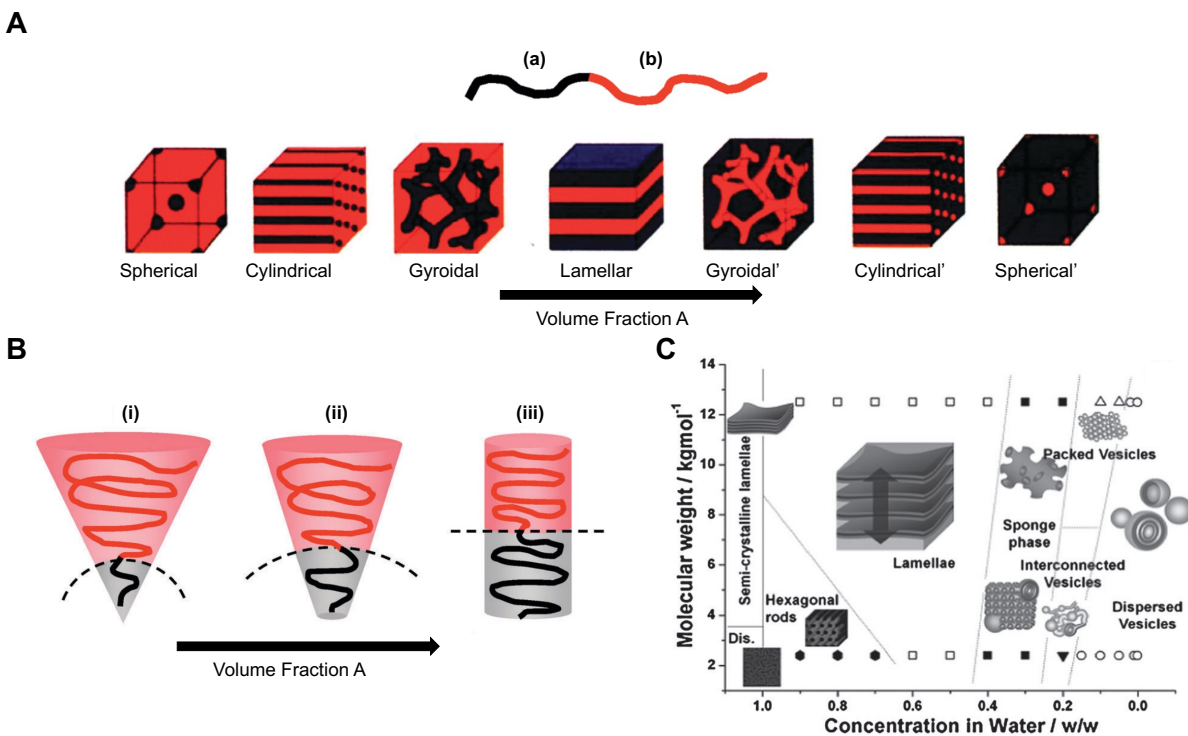 A
(a)
(b)
Spherical
Cylindrical
Gyroidal
Lamellar
Gyroidal’
Cylindrical’
Spherical’
Volume Fraction A
B
(i)
(ii)
(iii)
Volume Fraction A
C
Molecular weight / kgmol⁻¹
14
12
10
8
6
4
2
Semi-crystalline lamellae
Dis.
Hexagonal
rods
Lamellae
Packed Vesicles
Sponge
phase
Interconnected
Vesicles
Dispersed
Vesicles
1.0
0.8
0.6
0.4
0.2
0.0
Concentration in Water / w/w